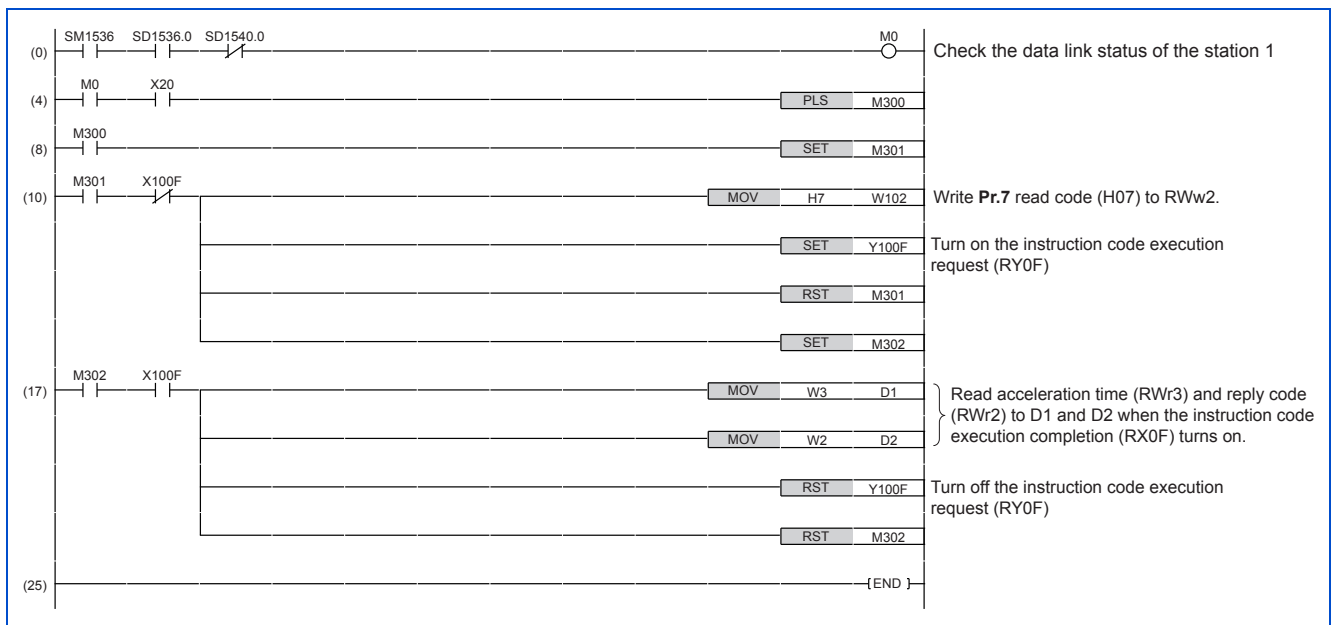 SM1536 SD1536.0 SD1540.0 M0
(0) Check the data link status of the station 1
M0 X20
(4) PLS M300
M300
(8) SET M301
M301 X100F
(10) MOV H7 W102 Write Pr.7 read code (H07) to RWw2.
SET Y100F Turn on the instruction code execution
request (RY0F)
RST M301
SET M302
M302 X100F
(17) MOV W3 D1 Read acceleration time (RWr3) and reply code
(RWr2) to D1 and D2 when the instruction code
MOV W2 D2 execution completion (RX0F) turns on.
RST Y100F Turn off the instruction code execution
request (RY0F)
RST M302
(25) END